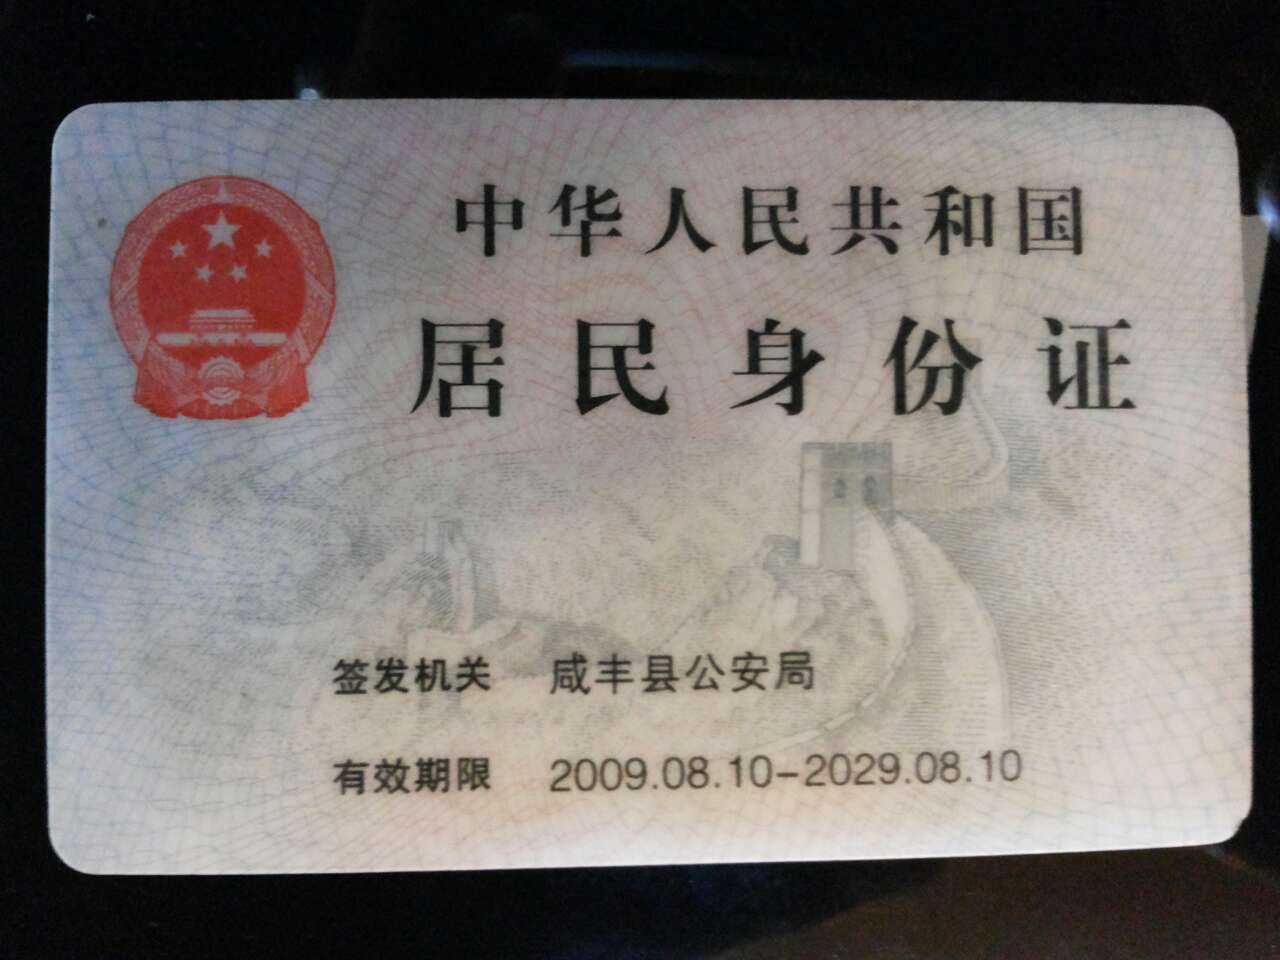 中华人民共和国
居民身份证
签发机关 咸丰县公安局
有效期限 2009.08.10-2029.08.10